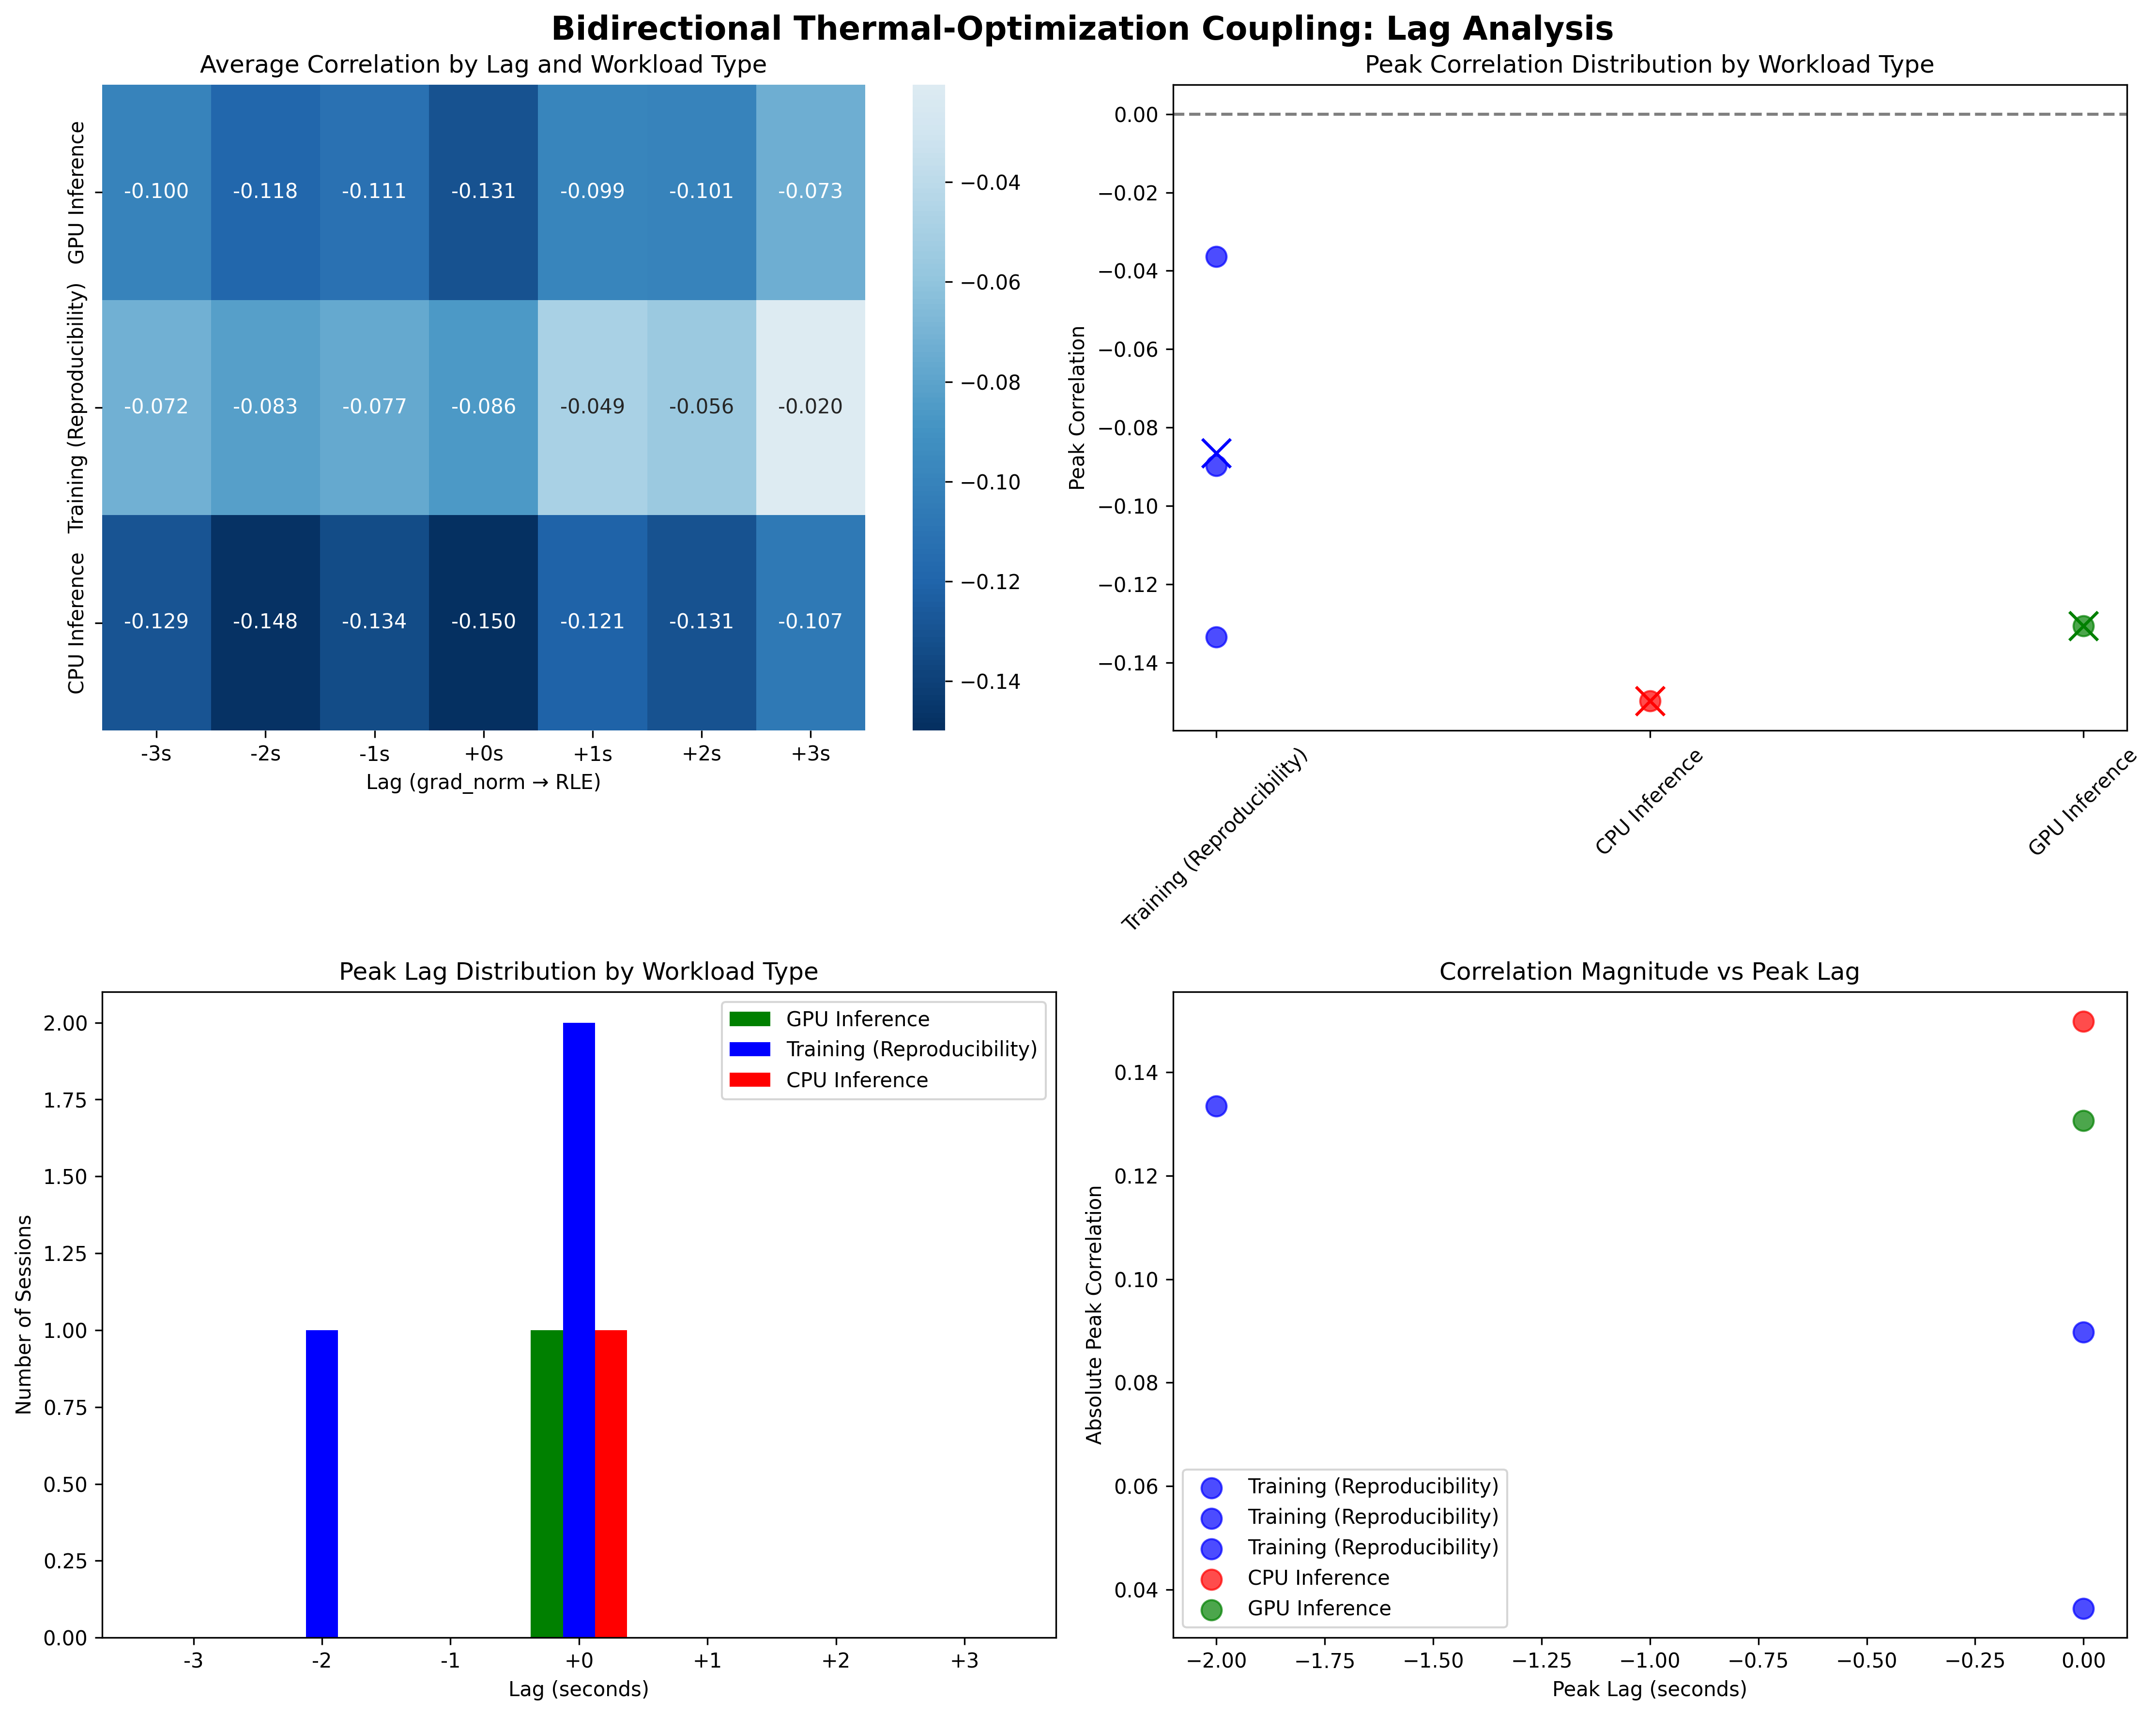 Bidirectional Thermal-Optimization Coupling: Lag Analysis
Average Correlation by Lag and Workload Type
GPU Inference
Training (Reproducibility)
CPU Inference
-0.100 -0.118 -0.111 -0.131 -0.099 -0.101 -0.073
-0.072 -0.083 -0.077 -0.086 -0.049 -0.056 -0.020
-0.129 -0.148 -0.134 -0.150 -0.121 -0.131 -0.107
-3s -2s -1s +0s +1s +2s +3s
Lag (grad_norm → RLE)
−0.04
−0.06
−0.08
−0.10
−0.12
−0.14
Peak Correlation Distribution by Workload Type
Peak Correlation
0.00
−0.02
−0.04
−0.06
−0.08
−0.10
−0.12
−0.14
Training (Reproducibility)
CPU Inference
GPU Inference
Peak Lag Distribution by Workload Type
Number of Sessions
2.00
1.75
1.50
1.25
1.00
0.75
0.50
0.25
0.00
GPU Inference
Training (Reproducibility)
CPU Inference
-3 -2 -1 +0 +1 +2 +3
Lag (seconds)
Correlation Magnitude vs Peak Lag
Absolute Peak Correlation
0.14
0.12
0.10
0.08
0.06
0.04
Training (Reproducibility)
Training (Reproducibility)
Training (Reproducibility)
CPU Inference
GPU Inference
−2.00 −1.75 −1.50 −1.25 −1.00 −0.75 −0.50 −0.25 0.00
Peak Lag (seconds)